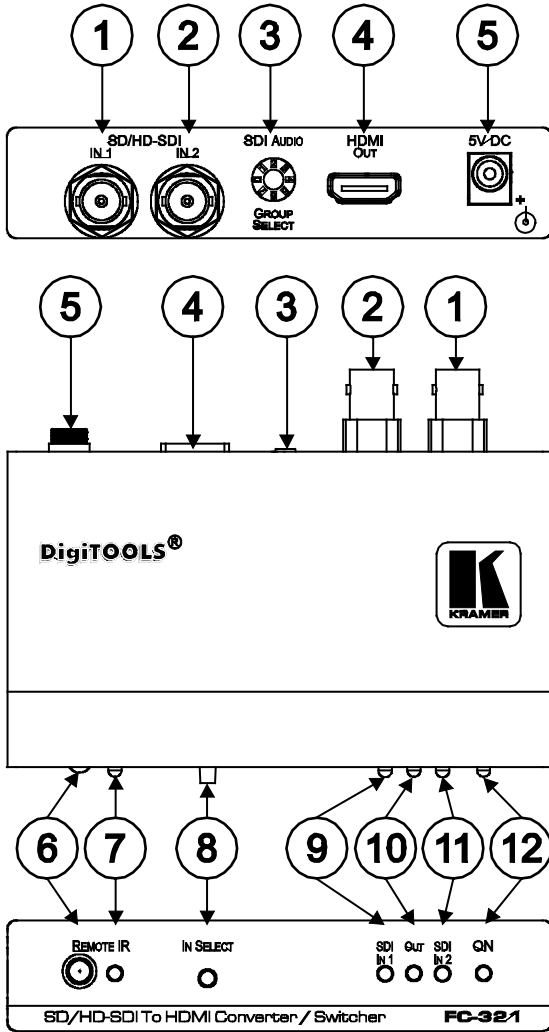 1 2 3 4 5
SD/HD-SDI SDI AUDIO HDMI 5V DC
IN 1 IN 2 OUT
GROUP
SELECT
+
5 4 3 2 1
DigiTOOLS®
K
KRAMER
6 7 8 9 10 11 12
REMOTE IR IN SELECT SDI OUT SDI ON
IN 1 IN 2
SD/HD-SDI To HDMI Converter / Switcher FC-321